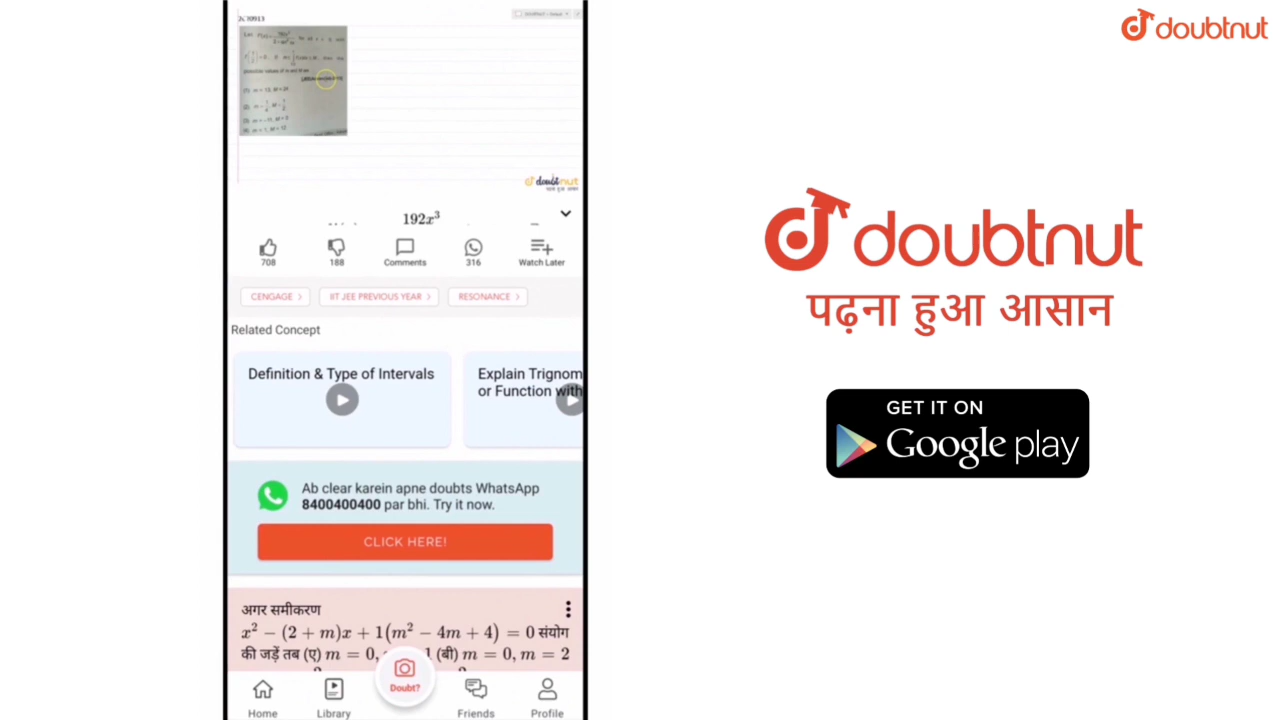 doubtnut
doubtnut
पढ़ना हुआ आसान
192x³
708
188
Comments
316
Watch Later
CENGAGE >
IIT JEE PREVIOUS YEAR >
RESONANCE >
Related Concept
Definition & Type of Intervals
Explain Trignom
or Function with
Ab clear karein apne doubts WhatsApp
8400400400 par bhi. Try it now.
CLICK HERE!
अगर समीकरण
x² − (2 + m)x + 1(m² − 4m + 4) = 0 संयोग
की जड़ें तब (ए) m = 0, 1 (बी) m = 0, m = 2
Doubt?
Home
Library
Friends
Profile
doubtnut
पढ़ना हुआ आसान
GET IT ON
Google play